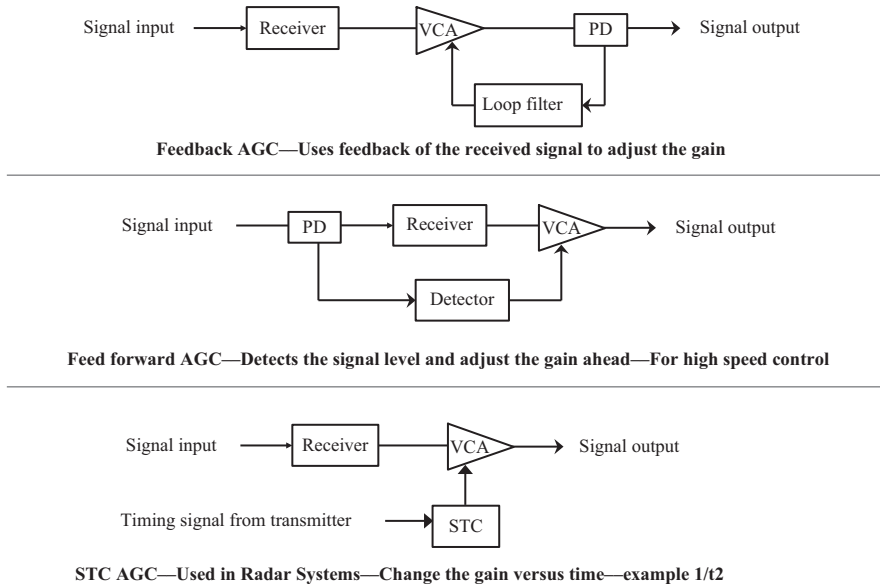 Signal input Receiver VCA PD Signal output
Loop filter
Feedback AGC—Uses feedback of the received signal to adjust the gain
Signal input PD Receiver VCA Signal output
Detector
Feed forward AGC—Detects the signal level and adjust the gain ahead—For high speed control
Signal input Receiver VCA Signal output
Timing signal from transmitter STC
STC AGC—Used in Radar Systems—Change the gain versus time—example 1/t2